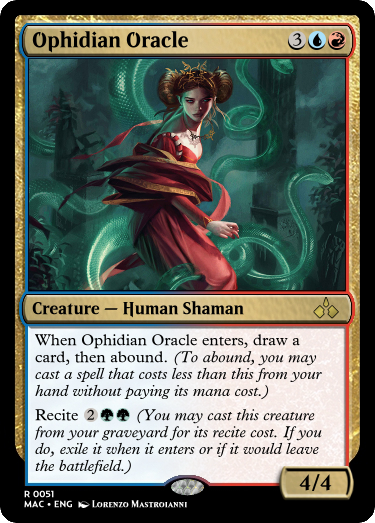 Ophidian Oracle 3
Creature — Human Shaman
When Ophidian Oracle enters, draw a
card, then abound. (To abound, you may
cast a spell that costs less than this from
your hand without paying its mana cost.)
Recite 2 (You may cast this creature
from your graveyard for its recite cost. If you
do, exile it when it enters or if it would leave
the battlefield.)
4/4
R 0051
MAC • ENG Lorenzo Mastroianni